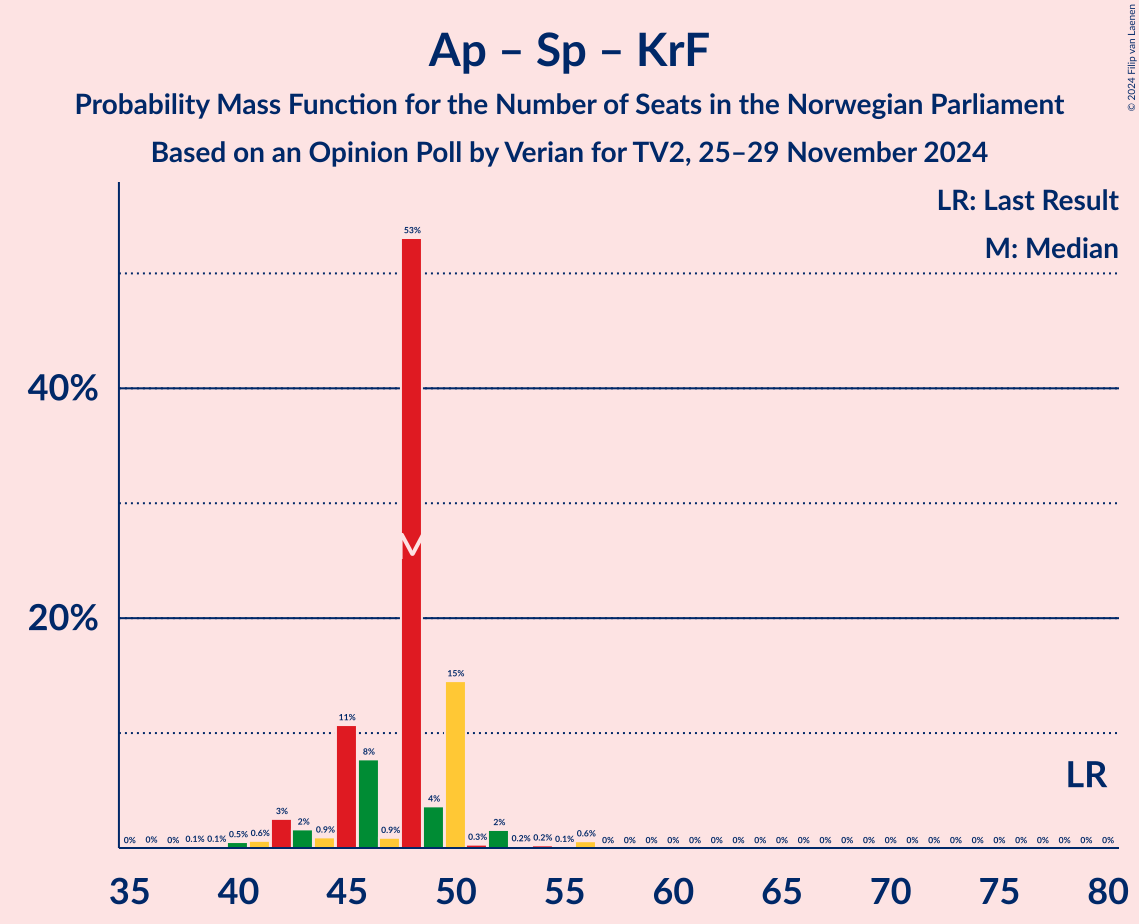 Ap – Sp – KrF
Probability Mass Function for the Number of Seats in the Norwegian Parliament
Based on an Opinion Poll by Verian for TV2, 25–29 November 2024
© 2024 Filip van Laenen
LR: Last Result
M: Median
53%
40%
M
20%
15%
11%
8%
LR
4%
3%
2% 2%
0% 0% 0% 0.1% 0.1% 0.5% 0.6% 0.9% 0.9% 0.3% 0.2% 0.2% 0.1% 0.6% 0% 0% 0% 0% 0% 0% 0% 0% 0% 0% 0% 0% 0% 0% 0% 0% 0% 0% 0% 0% 0% 0% 0% 0%
35 40 45 50 55 60 65 70 75 80